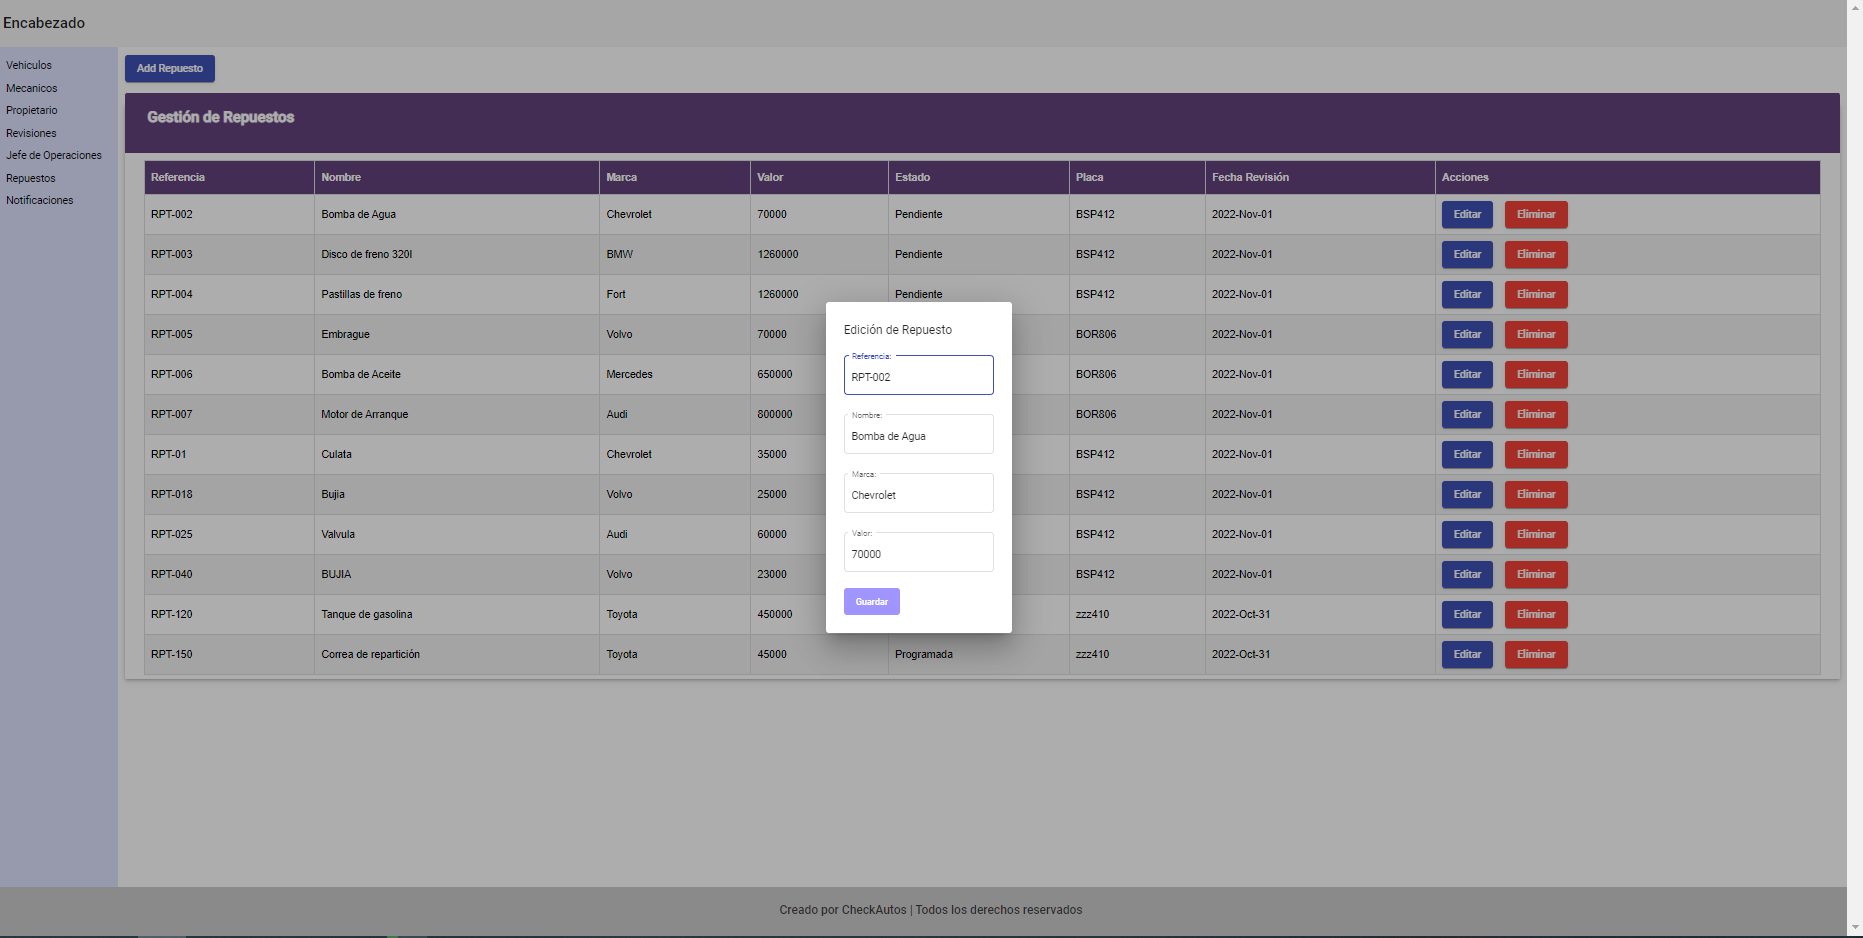 Encabezado
Vehiculos
Mecanicos
Propietario
Revisiones
Jefe de Operaciones
Repuestos
Notificaciones
Add Repuesto
Gestión de Repuestos
Referencia Nombre Marca Valor Estado Placa Fecha Revisión Acciones
RPT-002 Bomba de Agua Chevrolet 70000 Pendiente BSP412 2022-Nov-01 Editar Eliminar
RPT-003 Disco de freno 320I BMW 1260000 Pendiente BSP412 2022-Nov-01 Editar Eliminar
RPT-004 Pastillas de freno Fort 1260000 Pendiente BSP412 2022-Nov-01 Editar Eliminar
RPT-005 Embrague Volvo 70000 BOR806 2022-Nov-01 Editar Eliminar
RPT-006 Bomba de Aceite Mercedes 650000 BOR806 2022-Nov-01 Editar Eliminar
RPT-007 Motor de Arranque Audi 800000 BOR806 2022-Nov-01 Editar Eliminar
RPT-01 Culata Chevrolet 35000 BSP412 2022-Nov-01 Editar Eliminar
RPT-018 Bujia Volvo 25000 BSP412 2022-Nov-01 Editar Eliminar
RPT-025 Valvula Audi 60000 BSP412 2022-Nov-01 Editar Eliminar
RPT-040 BUJIA Volvo 23000 BSP412 2022-Nov-01 Editar Eliminar
RPT-120 Tanque de gasolina Toyota 450000 zzz410 2022-Oct-31 Editar Eliminar
RPT-150 Correa de repartición Toyota 45000 Programada zzz410 2022-Oct-31 Editar Eliminar
Edición de Repuesto
Referencia:
RPT-002
Nombre:
Bomba de Agua
Marca:
Chevrolet
Valor:
70000
Guardar
Creado por CheckAutos | Todos los derechos reservados